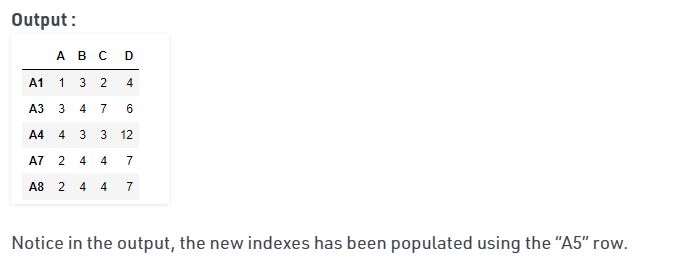 Output :
A B C D
A1 1 3 2 4
A3 3 4 7 6
A4 4 3 3 12
A7 2 4 4 7
A8 2 4 4 7
Notice in the output, the new indexes has been populated using the “A5” row.